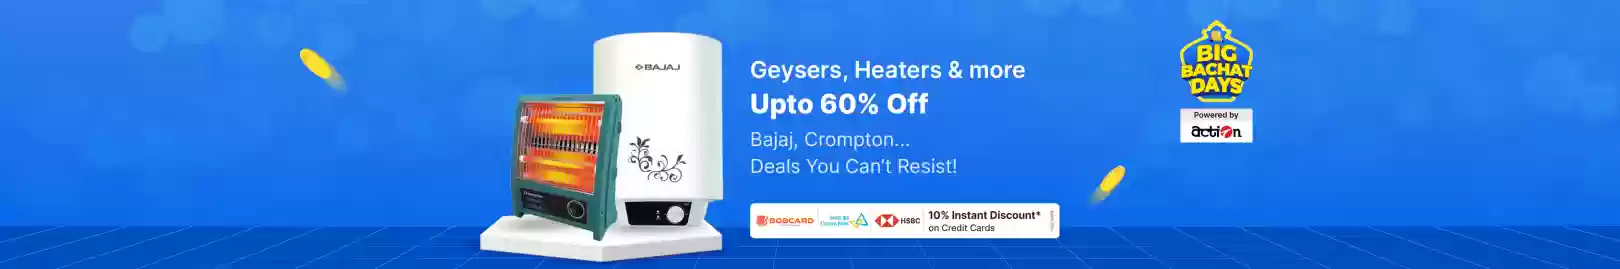 BAJAJ
Geysers, Heaters & more
Upto 60% Off
Bajaj, Crompton...
Deals You Can't Resist!
BOBCARD
HSBC
10% Instant Discount*
on Credit Cards
BIG
BACHAT
DAYS
Powered by
action